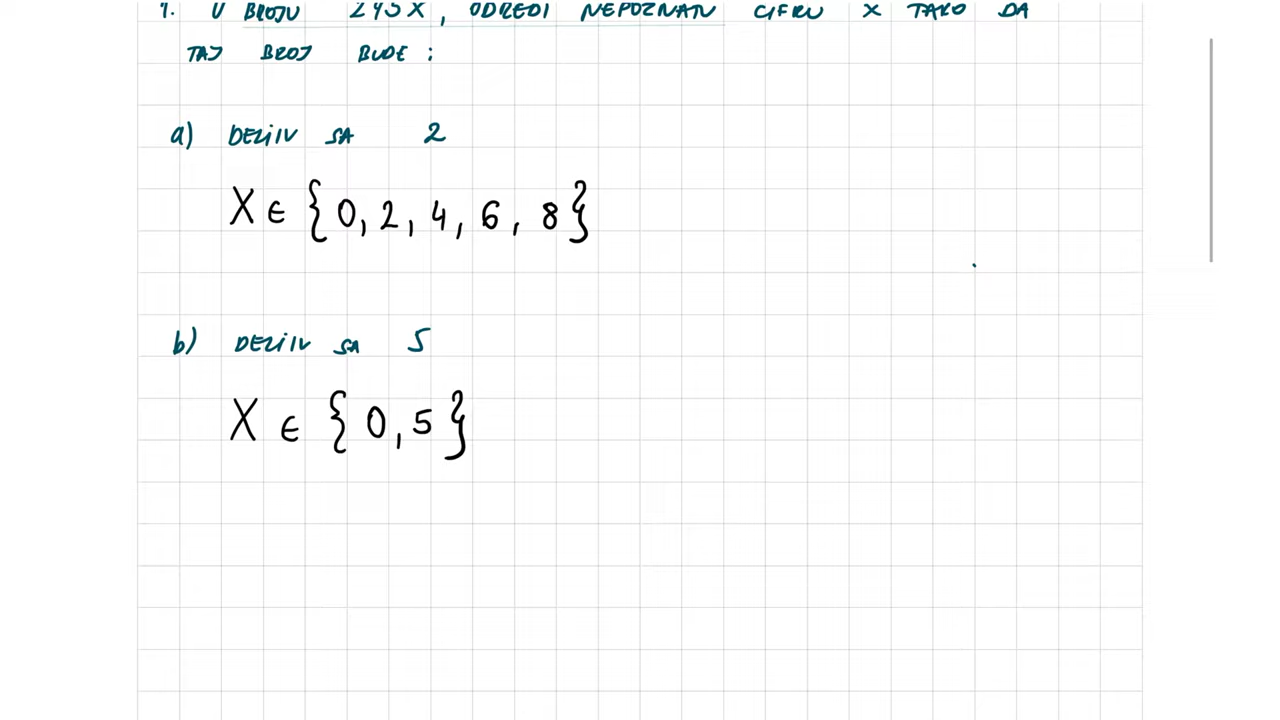 1. U BROJU 245X, ODREDI NEPOZNATU CIFRU X TAKO DA
TAJ BROJ BUDE :
a) DELJIV SA 2
X ∈ { 0, 2, 4, 6, 8 }
b) DELJIV SA 5
X ∈ { 0, 5 }